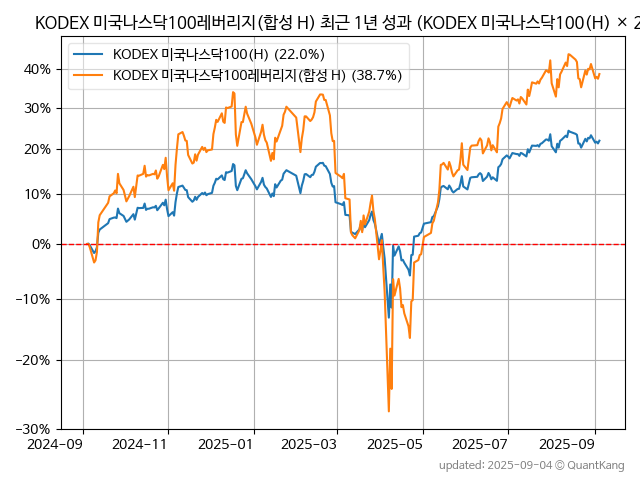 KODEX 미국나스닥100레버리지(합성 H) 최근 1년 성과 (KODEX 미국나스닥100(H) × 2
KODEX 미국나스닥100(H) (22.0%)
KODEX 미국나스닥100레버리지(합성 H) (38.7%)
40%
30%
20%
10%
0%
−10%
−20%
−30%
2024-09 2024-11 2025-01 2025-03 2025-05 2025-07 2025-09
updated: 2025-09-04 © QuantKang